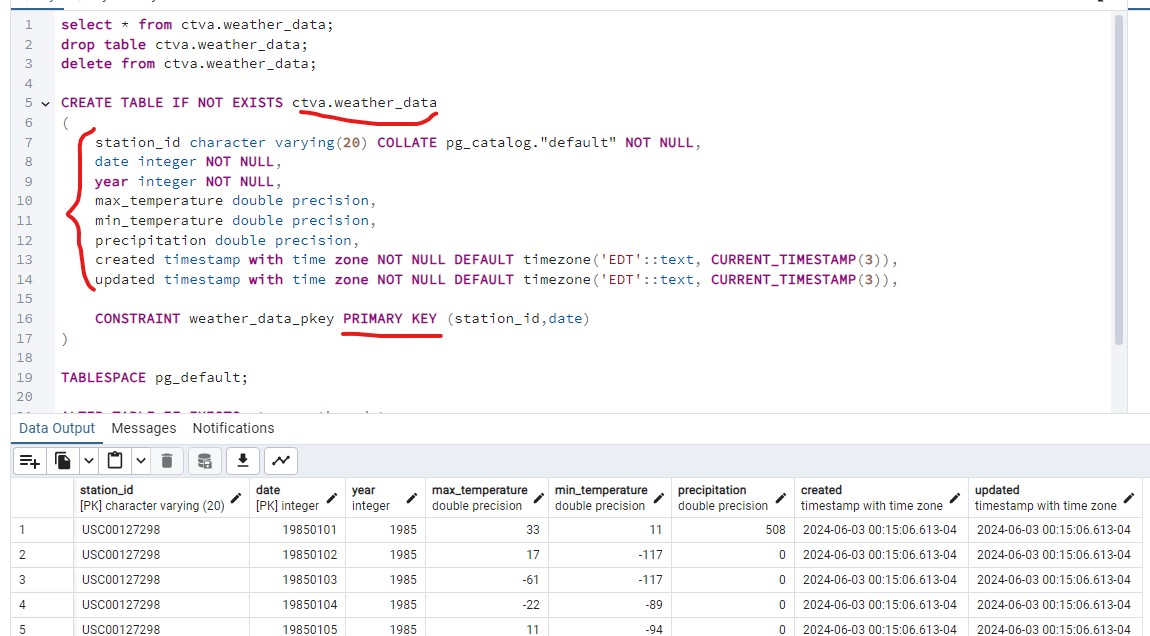 1 select * from ctva.weather_data;
2 drop table ctva.weather_data;
3 delete from ctva.weather_data;
4
5 CREATE TABLE IF NOT EXISTS ctva.weather_data
6 (
7 station_id character varying(20) COLLATE pg_catalog."default" NOT NULL,
8 date integer NOT NULL,
9 year integer NOT NULL,
10 max_temperature double precision,
11 min_temperature double precision,
12 precipitation double precision,
13 created timestamp with time zone NOT NULL DEFAULT timezone('EDT'::text, CURRENT_TIMESTAMP(3)),
14 updated timestamp with time zone NOT NULL DEFAULT timezone('EDT'::text, CURRENT_TIMESTAMP(3)),
15
16 CONSTRAINT weather_data_pkey PRIMARY KEY (station_id,date)
17 )
18
19 TABLESPACE pg_default;
20
Data Output Messages Notifications
station_id date year max_temperature min_temperature precipitation created updated
[PK] character varying (20) [PK] integer integer double precision double precision double precision timestamp with time zone timestamp with time zone
1 USC00127298 19850101 1985 33 11 508 2024-06-03 00:15:06.613-04 2024-06-03 00:15:06.613-04
2 USC00127298 19850102 1985 17 -117 0 2024-06-03 00:15:06.613-04 2024-06-03 00:15:06.613-04
3 USC00127298 19850103 1985 -61 -117 0 2024-06-03 00:15:06.613-04 2024-06-03 00:15:06.613-04
4 USC00127298 19850104 1985 -22 -89 0 2024-06-03 00:15:06.613-04 2024-06-03 00:15:06.613-04
5 USC00127298 19850105 1985 11 -94 0 2024-06-03 00:15:06.613-04 2024-06-03 00:15:06.613-04